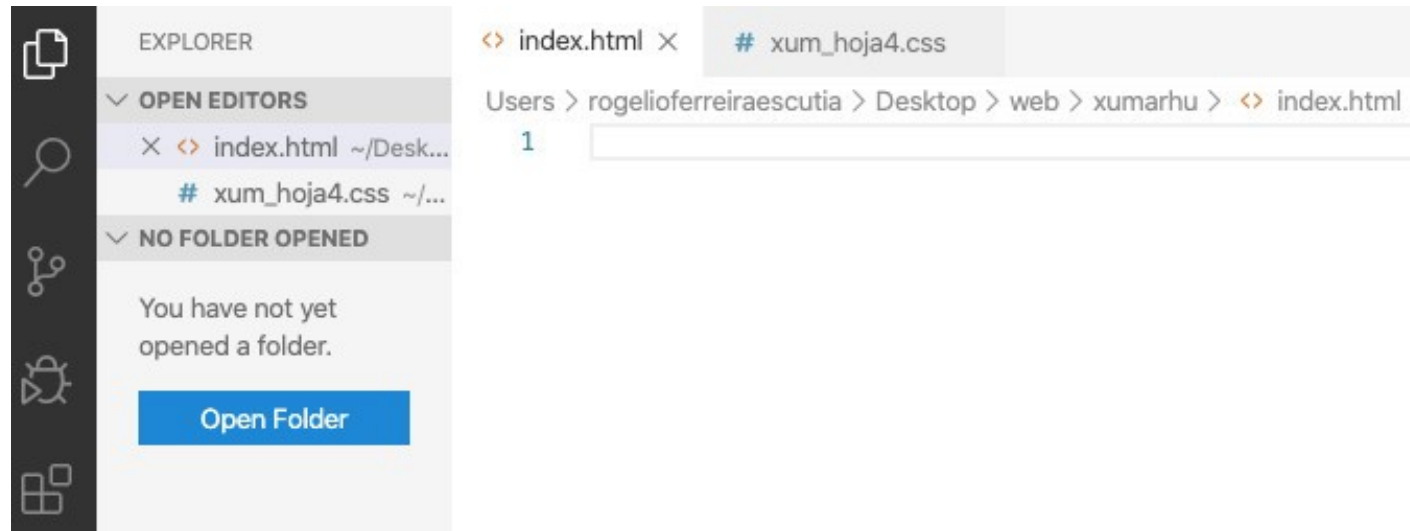 EXPLORER
OPEN EDITORS
index.html ~/Desk...
# xum_hoja4.css ~/...
NO FOLDER OPENED
You have not yet
opened a folder.
Open Folder
<> index.html × # xum_hoja4.css
Users > rogelioferreiraescutia > Desktop > web > xumarhu > <> index.html
1